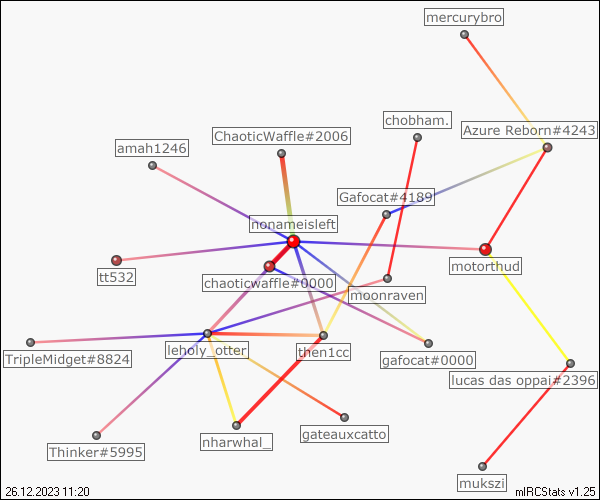 mercurybro
chobham.
Azure Reborn#4243
ChaoticWaffle#2006
amah1246
Gafocat#4189
nonameisleft
motorthud
tt532
chaoticwaffle#0000
moonraven
leholy_otter
then1cc
TripleMidget#8824
gafocat#0000
lucas das oppai#2396
gateauxcatto
nharwhal_
Thinker#5995
mukszi
26.12.2023 11:20
mIRCStats v1.25